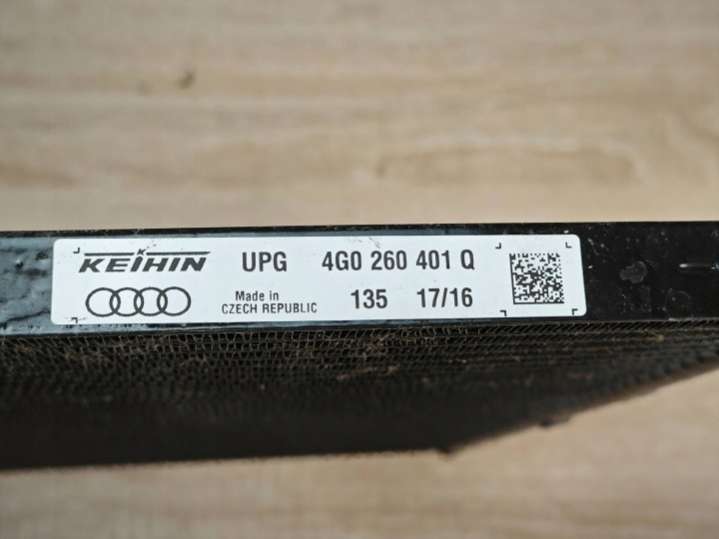 KEIHIN UPG 4G0 260 401 Q
Made in
CZECH REPUBLIC 135 17/16